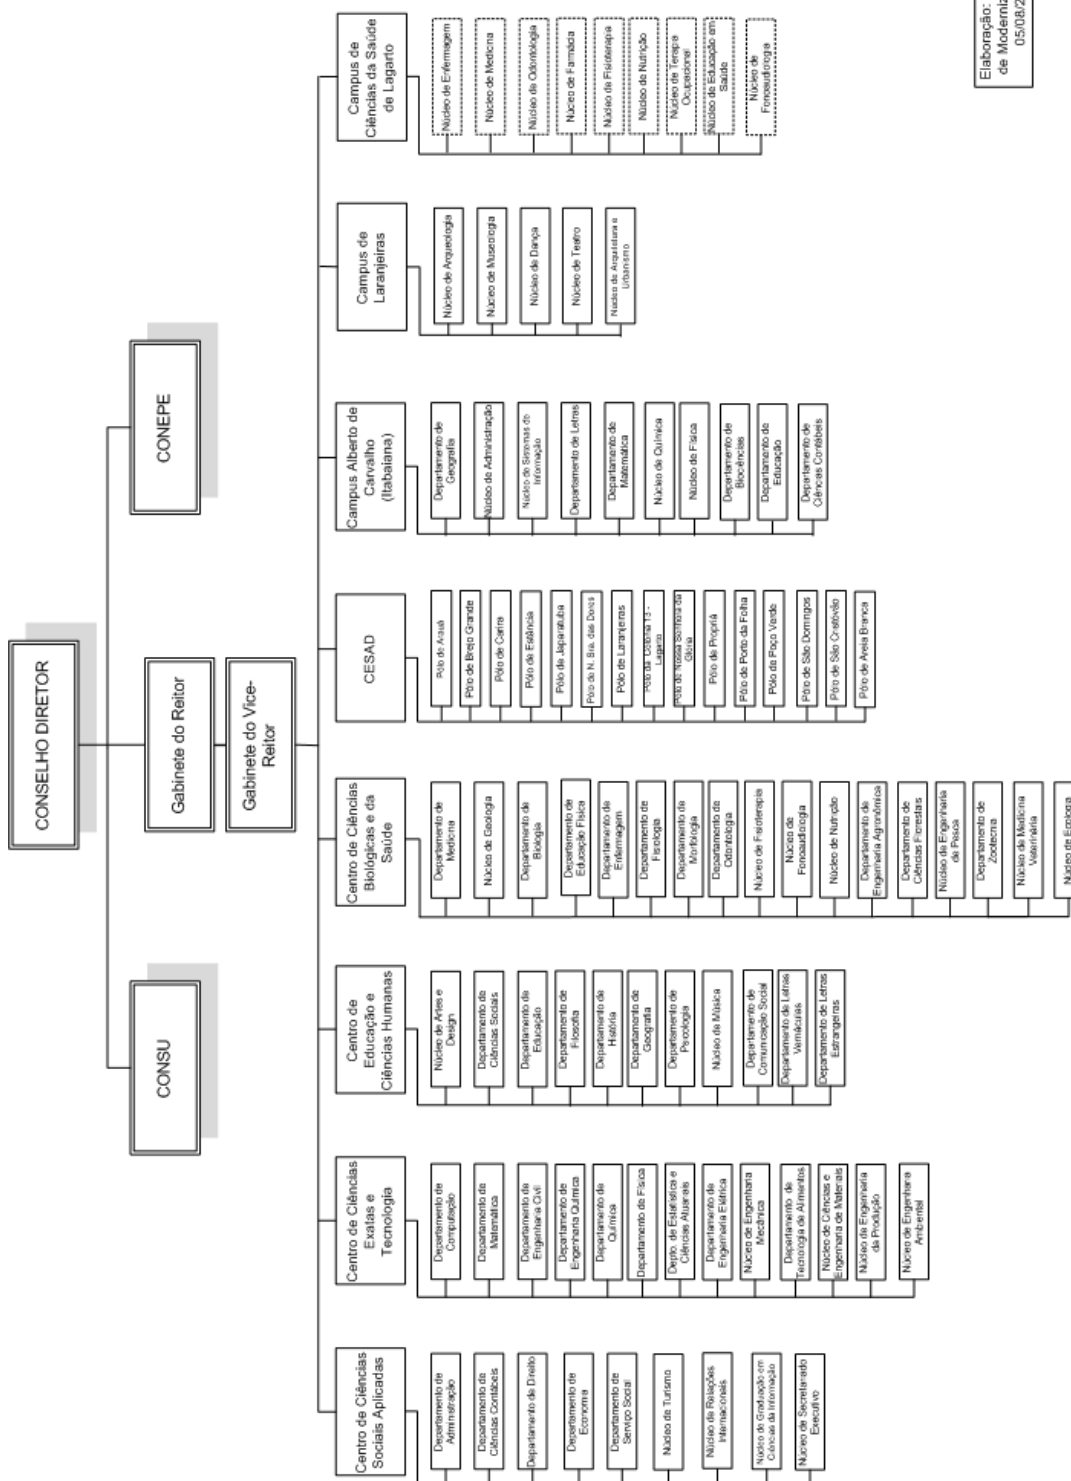 CONSELHO DIRETOR
CONSU
CONEPE
Gabinete do Reitor
Gabinete do Vice-
Reitor
Centro de Ciências
Sociais Aplicadas
Departamento de
Administração
Departamento de
Ciências Contábeis
Departamento de Direito
Departamento de
Economia
Departamento de
Serviço Social
Núcleo de Turismo
Núcleo de Relações
Internacionais
Núcleo de Graduação em
Ciências da Informação
Núcleo de Secretariado
Executivo
Centro de Ciências
Exatas e
Tecnologia
Departamento de
Computação
Departamento de
Matemática
Departamento de
Engenharia Civil
Departamento de
Engenharia Química
Departamento de
Química
Departamento de Física
Depto. de Estatística e
Ciências Atuariais
Departamento de
Engenharia Elétrica
Núcleo de Engenharia
Mecânica
Departamento de
Tecnologia de Alimentos
Núcleo de Ciências e
Engenharia de Materiais
Núcleo de Engenharia
da Produção
Núcleo de Engenharia
Ambiental
Centro de
Educação e
Ciências Humanas
Núcleo de Artes e
Design
Departamento de
Ciências Sociais
Departamento de
Educação
Departamento de
Filosofia
Departamento de
História
Departamento de
Geografia
Departamento de
Psicologia
Núcleo de Música
Departamento de
Comunicação Social
Departamento de Letras
Vernáculas
Departamento de Letras
Estrangeiras
Centro de Ciências
Biológicas e da
Saúde
Departamento de
Medicina
Núcleo de Geologia
Departamento de
Biologia
Departamento de
Educação Física
Departamento de
Enfermagem
Departamento de
Fisiologia
Departamento de
Morfologia
Departamento de
Odontologia
Núcleo de Fisioterapia
Núcleo de
Fonoaudiologia
Núcleo de Nutrição
Departamento de
Engenharia Agronômica
Departamento de
Ciências Florestais
Núcleo de Engenharia
de Pesca
Departamento de
Zootecnia
Núcleo de Medicina
Veterinária
Núcleo de Ecologia
CESAD
Pólo de Arauá
Pólo de Brejo Grande
Pólo de Carira
Pólo de Estância
Pólo de Japaratuba
Pólo de N. Sra. das Dores
Pólo de Laranjeiras
Pólo da Colônia 13 -
Lagarto
Pólo de Nossa Senhora da
Glória
Pólo de Propriá
Pólo de Porto da Folha
Pólo de Poço Verde
Pólo de São Domingos
Pólo de São Cristóvão
Pólo de Areia Branca
Campus Alberto de
Carvalho
(Itabaiana)
Departamento de
Geografia
Núcleo de Administração
Núcleo de Sistemas de
Informação
Departamento de Letras
Departamento de
Matemática
Núcleo de Química
Núcleo de Física
Departamento de
Biociências
Departamento de
Educação
Departamento de
Ciências Contábeis
Campus de
Laranjeiras
Núcleo de Arqueologia
Núcleo de Museologia
Núcleo de Dança
Núcleo de Teatro
Núcleo de Arquitetura e
Urbanismo
Campus de
Ciências da Saúde
de Lagarto
Núcleo de Enfermagem
Núcleo de Medicina
Núcleo de Odontologia
Núcleo de Farmácia
Núcleo de Fisioterapia
Núcleo de Nutrição
Núcleo de Terapa
Ocupacional
Núcleo de Educação em
Saúde
Núcleo de
Fonoaudiologia
Elaboração:
de Moderniz
05/08/2